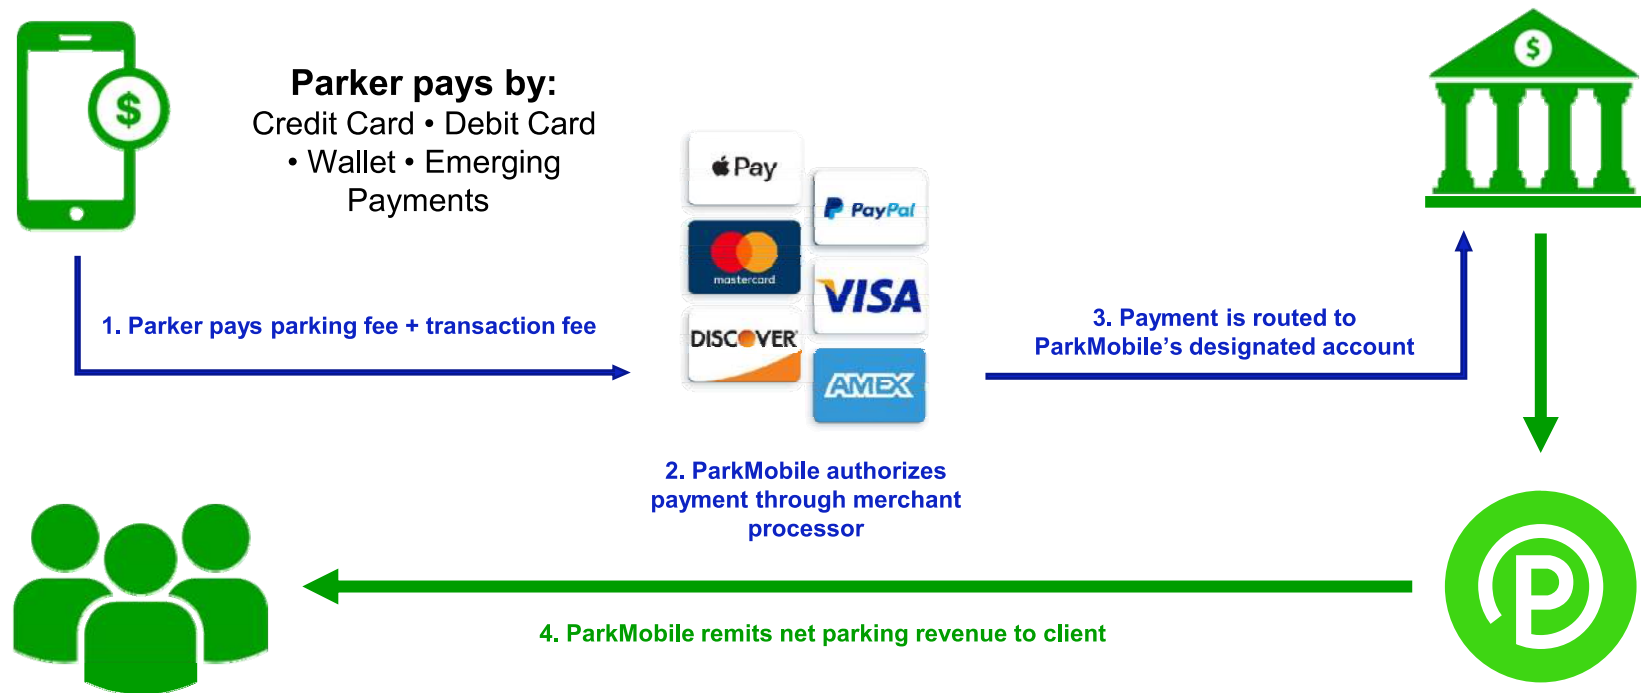 $
Parker pays by:
Credit Card • Debit Card
• Wallet • Emerging
Payments
Pay
PayPal
mastercard
VISA
DISCOVER
AMEX
$
1. Parker pays parking fee + transaction fee
2. ParkMobile authorizes
payment through merchant
processor
3. Payment is routed to
ParkMobile's designated account
P
4. ParkMobile remits net parking revenue to client